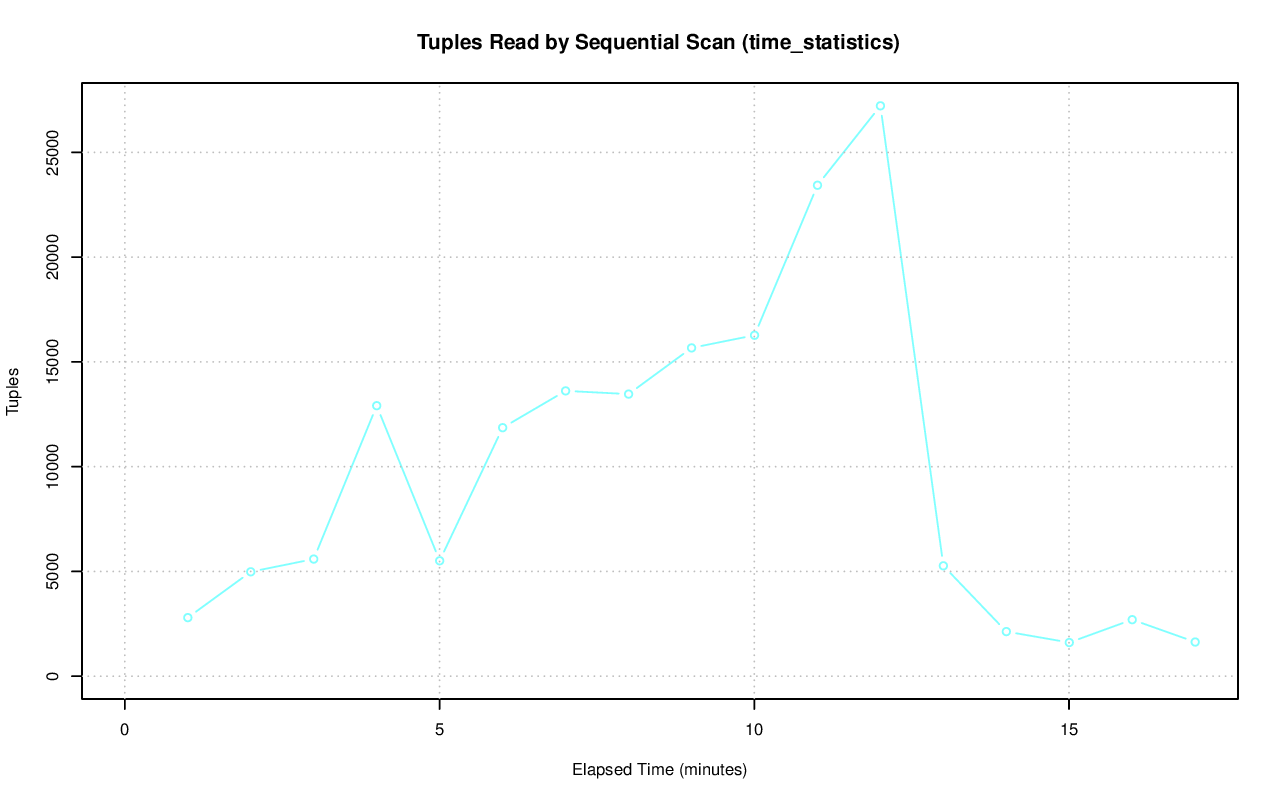 Tuples Read by Sequential Scan (time_statistics)
Tuples
25000
20000
15000
10000
5000
0
0 5 10 15
Elapsed Time (minutes)